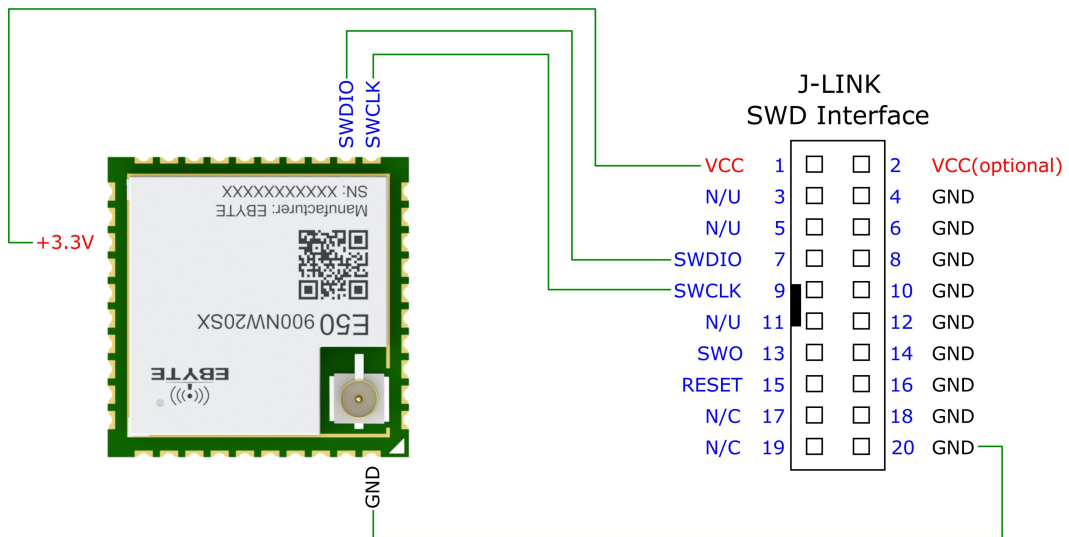 J-LINK
SWD Interface
SWDIO
SWCLK
+3.3V
SN: XXXXXXXXXXXX
Manufacturer: EBYTE
E50 900NW20SX
EBYTE
®
GND
VCC 1 2 VCC(optional)
N/U 3 4 GND
N/U 5 6 GND
SWDIO 7 8 GND
SWCLK 9 10 GND
N/U 11 12 GND
SWO 13 14 GND
RESET 15 16 GND
N/C 17 18 GND
N/C 19 20 GND